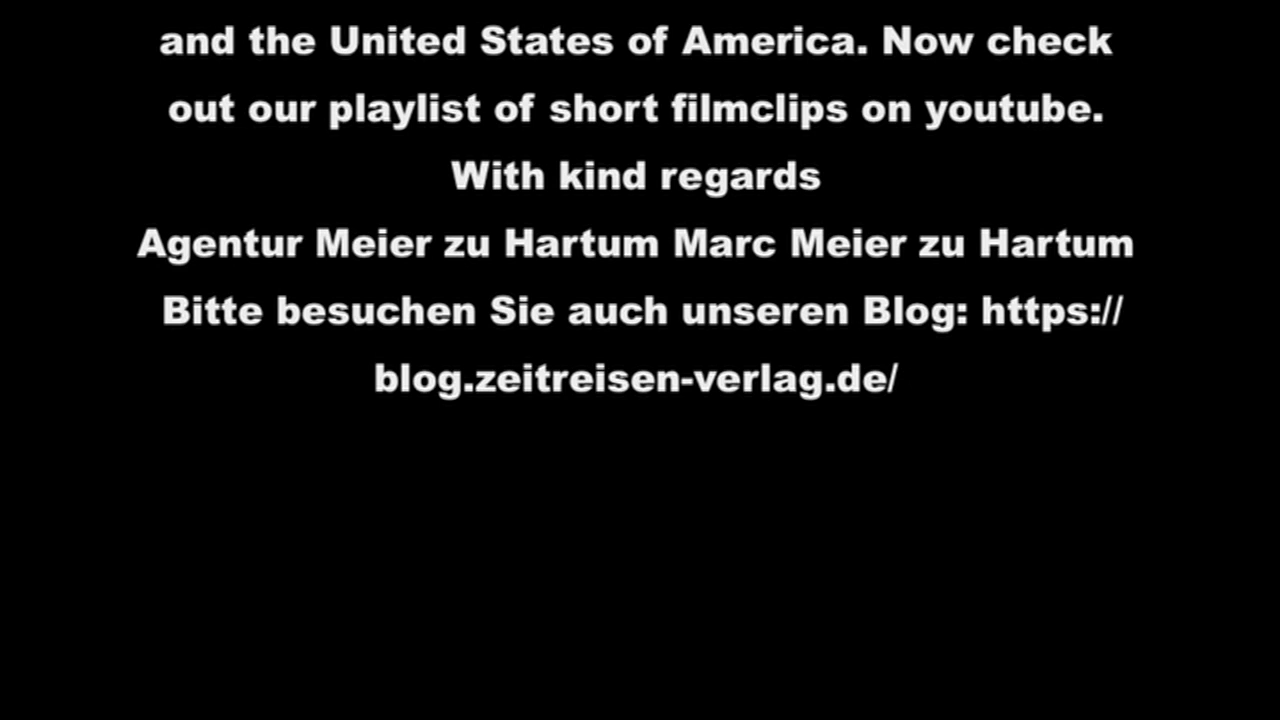 and the United States of America. Now check
out our playlist of short filmclips on youtube.
With kind regards
Agentur Meier zu Hartum Marc Meier zu Hartum
Bitte besuchen Sie auch unseren Blog: https://
blog.zeitreisen-verlag.de/